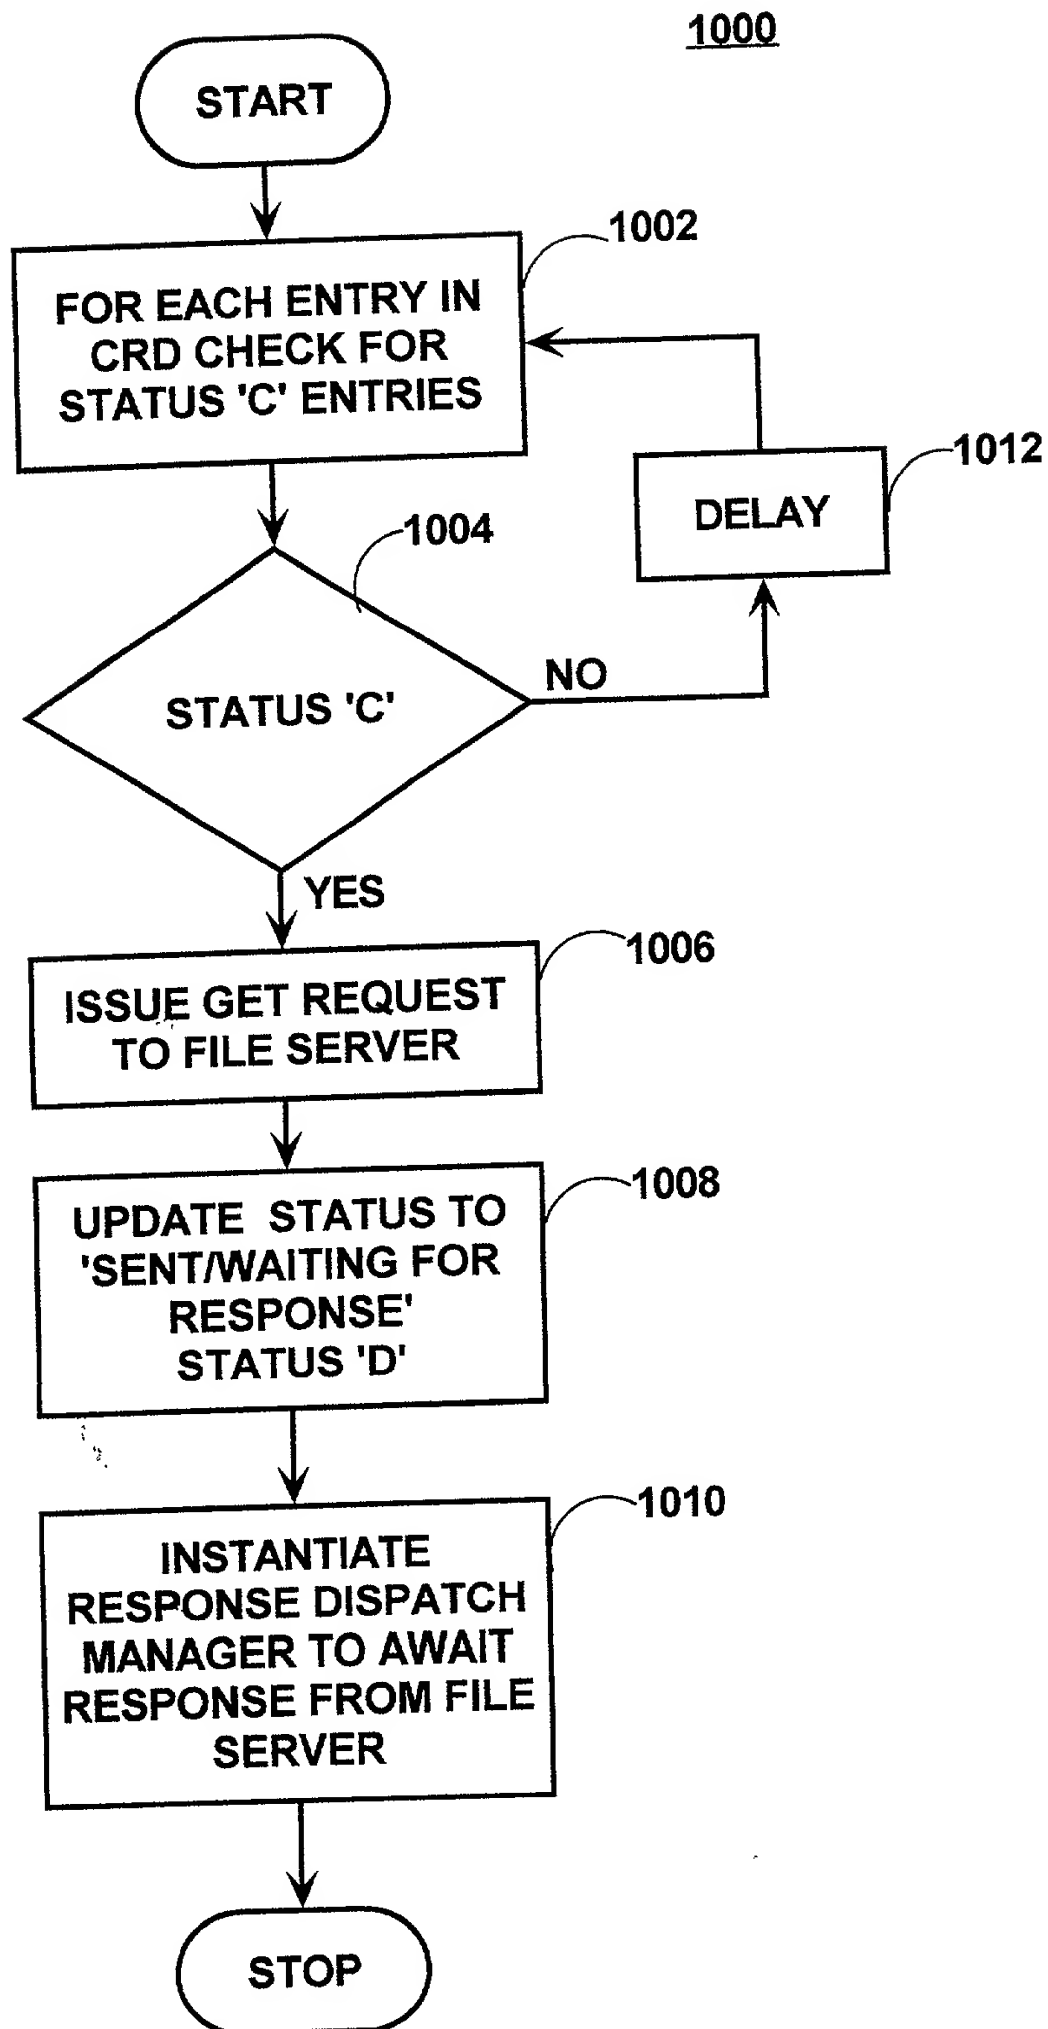 1000
START
1002
FOR EACH ENTRY IN
CRD CHECK FOR
STATUS 'C' ENTRIES
1012
DELAY
1004
NO
STATUS 'C'
YES
1006
ISSUE GET REQUEST
TO FILE SERVER
1008
UPDATE STATUS TO
'SENT/WAITING FOR
RESPONSE'
STATUS 'D'
1010
INSTANTIATE
RESPONSE DISPATCH
MANAGER TO AWAIT
RESPONSE FROM FILE
SERVER
STOP